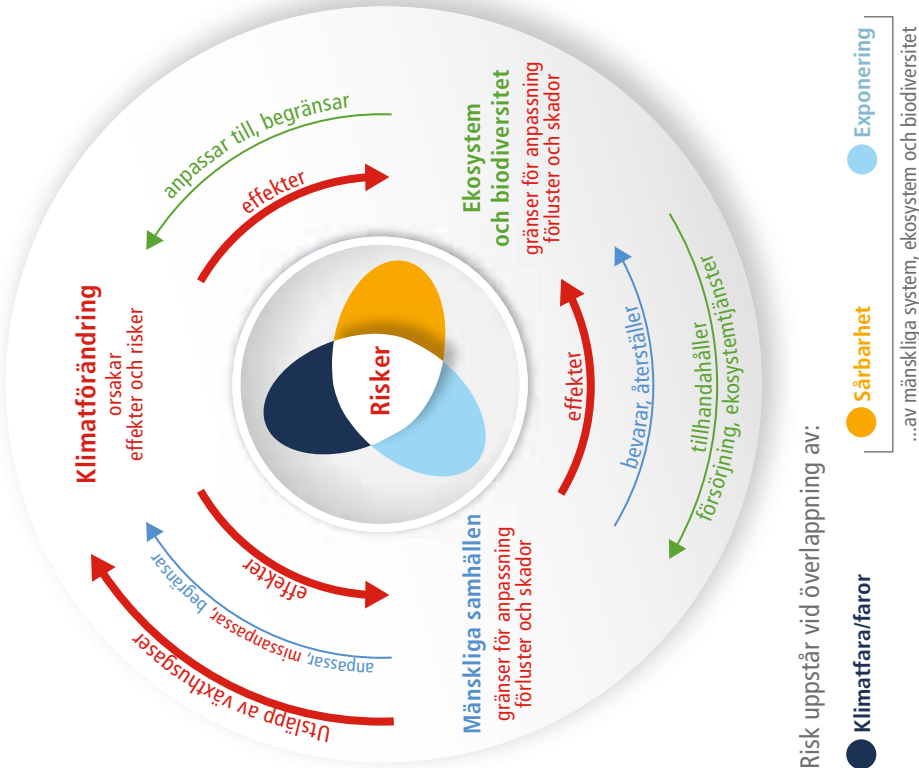 Klimatförändring
orsakar
effekter och risker
Utsläpp av växthusgaser
anpassar, missanpassar, begränsar
effekter
effekter
anpassar till, begränsar
Risker
Mänskliga samhällen
gränser för anpassning
förluster och skador
Ekosystem
och biodiversitet
gränser för anpassning
förluster och skador
effekter
bevarar, återställer
tillhandahåller
försörjning, ekosystemtjänster
Risk uppstår vid överlappning av:
Klimatfara/faror
Sårbarhet
Exponering
...av mänskliga system, ekosystem och biodiversitet